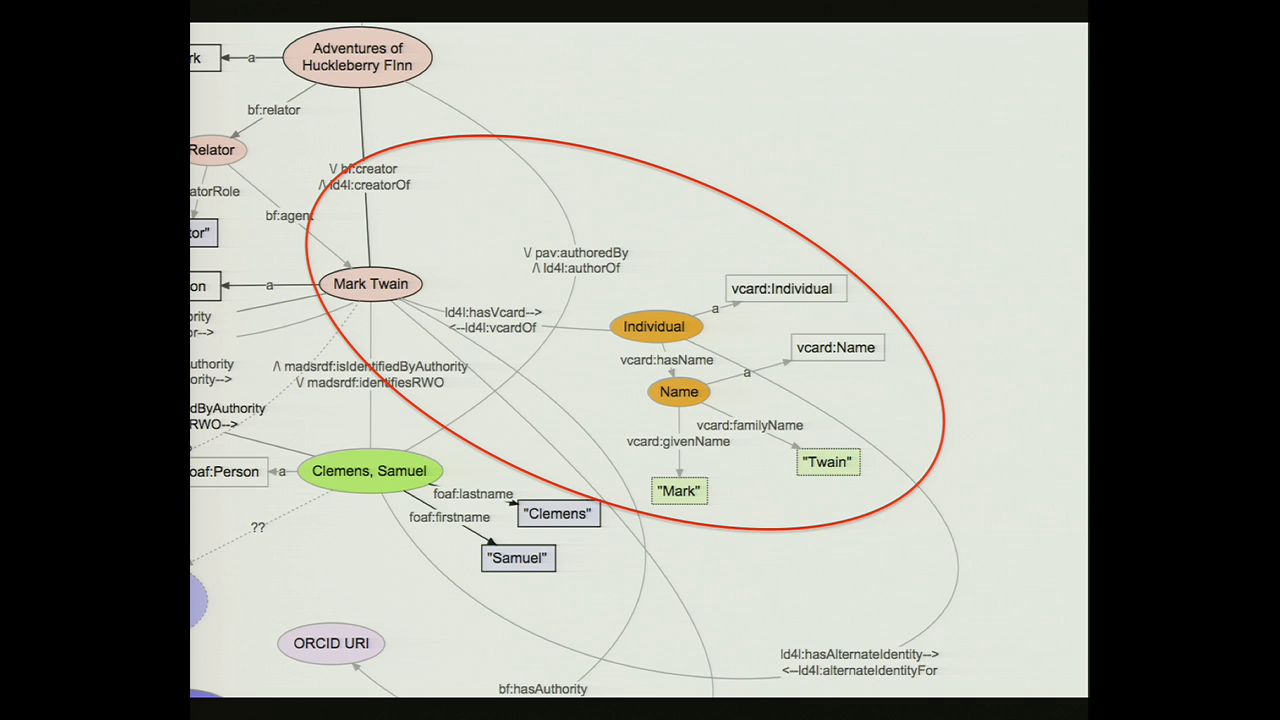 Adventures of
Huckleberry FInn
rk
a
bf:relator
Relator
\/ bf:creator
/\ ld4l:creatorOf
atorRole
bf:agent
tor"
\/ pav:authoredBy
/\ ld4l:authorOf
on
a
Mark Twain
vcard:Individual
a
ld4l:hasVcard-->
<--ld4l:vcardOf
Individual
ority
or-->
vcard:Name
vcard:hasName
a
/\ madsrdf:isIdentifiedByAuthority
\/ madsrdf:identifiesRWO
uthority
ority-->
Name
dByAuthority
RWO-->
vcard:familyName
vcard:givenName
"Twain"
oaf:Person
a
Clemens, Samuel
"Mark"
foaf:lastname
foaf:firstname
"Clemens"
??
"Samuel"
ORCID URI
ld4l:hasAlternateIdentity-->
<--ld4l:alternateIdentityFor
bf:hasAuthority